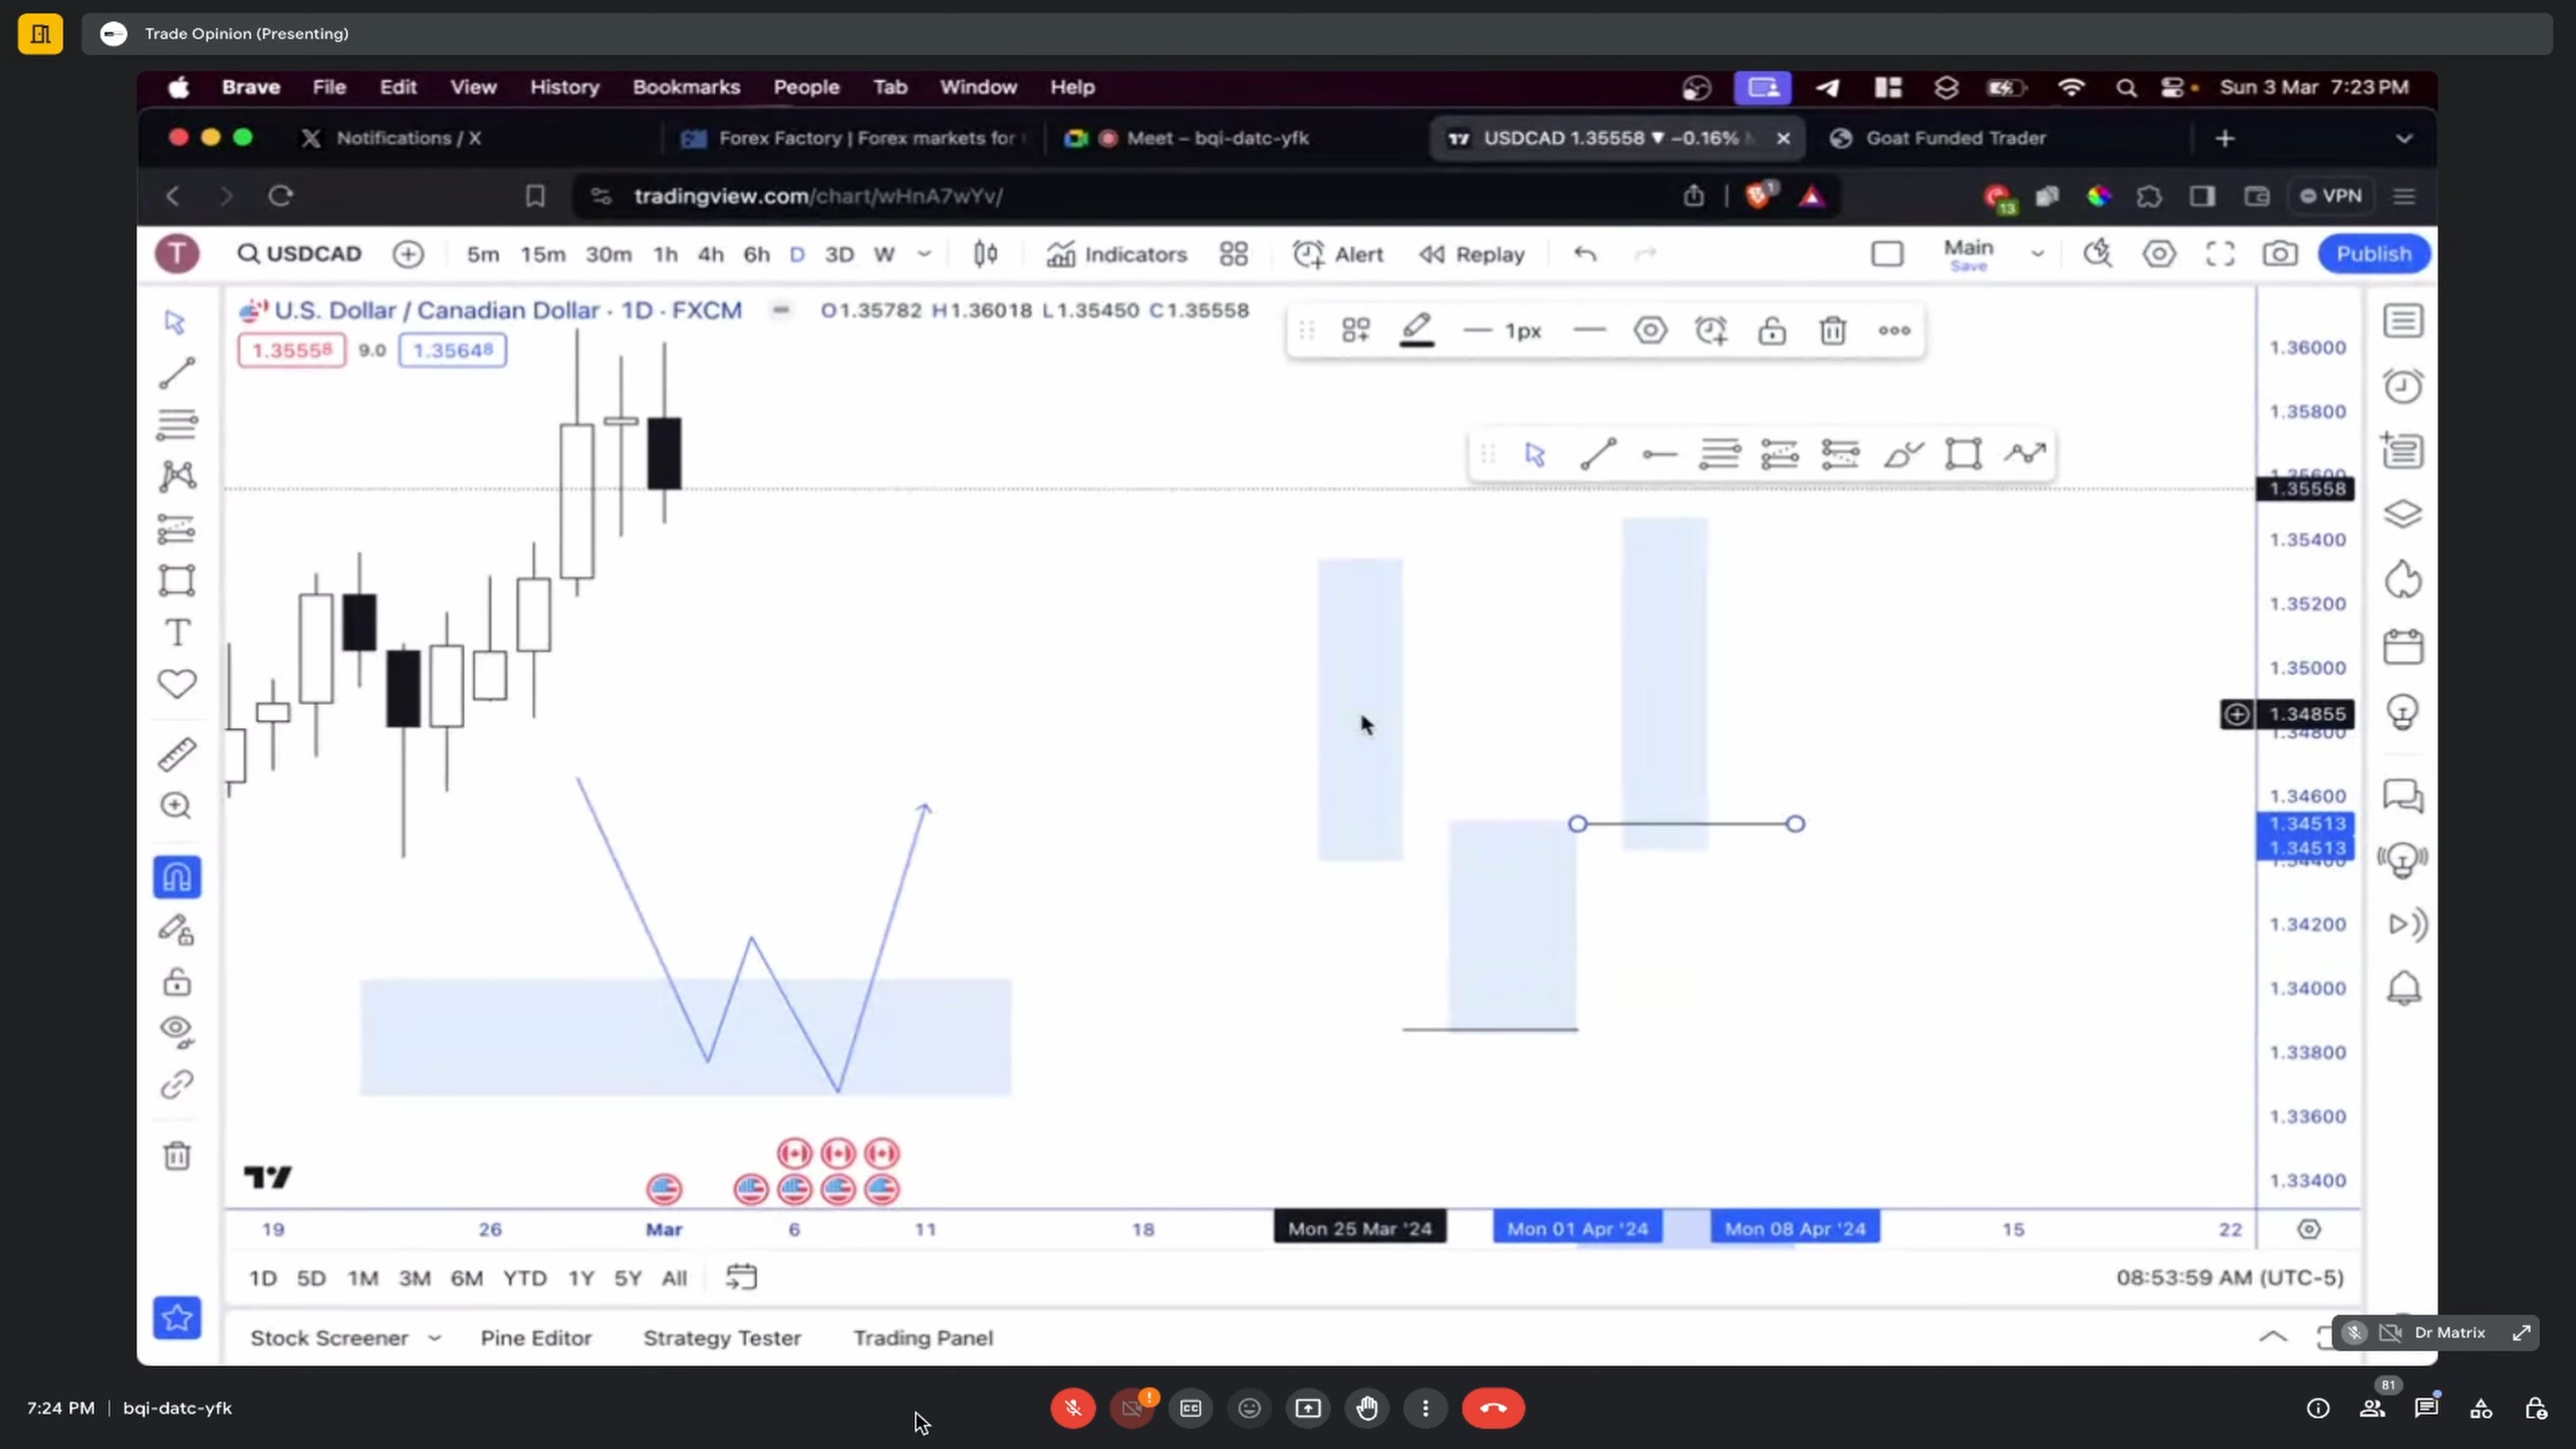 Trade Opinion (Presenting)
Brave File Edit View History Bookmarks People Tab Window Help Sun 3 Mar 7:23 PM
Notifications / X
Forex Factory | Forex markets for
Meet – bqi-datc-yfk
USDCAD 1.35558 ▼ −0.16%
Goat Funded Trader
tradingview.com/chart/wHnA7wYv/
1
13
VPN
T USDCAD 5m 15m 30m 1h 4h 6h D 3D W Indicators Alert Replay Main Save Publish
U.S. Dollar / Canadian Dollar · 1D · FXCM O1.35782 H1.36018 L1.35450 C1.35558
1.35558 9.0 1.35648
1px
1.36000
1.35800
1.35600
1.35558
1.35400
1.35200
1.35000
1.34855
1.34800
1.34600
1.34513
1.34513
1.34400
1.34200
1.34000
1.33800
1.33600
1.33400
19 26 Mar 6 11 18 Mon 25 Mar '24 Mon 01 Apr '24 Mon 08 Apr '24 15 22
1D 5D 1M 3M 6M YTD 1Y 5Y All 08:53:59 AM (UTC-5)
Stock Screener Pine Editor Strategy Tester Trading Panel
Dr Matrix
7:24 PM | bqi-datc-yfk
81